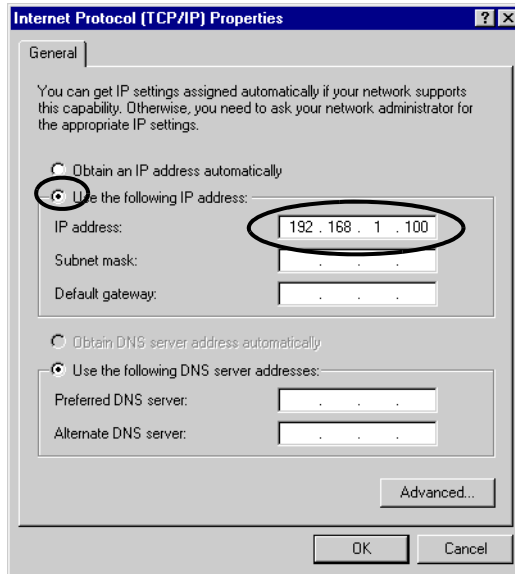 Internet Protocol (TCP/IP) Properties
General
You can get IP settings assigned automatically if your network supports
this capability. Otherwise, you need to ask your network administrator for
the appropriate IP settings.
Obtain an IP address automatically
Use the following IP address:
IP address: 192 . 168 . 1 . 100
Subnet mask: . . .
Default gateway: . . .
Obtain DNS server address automatically
Use the following DNS server addresses:
Preferred DNS server: . . .
Alternate DNS server: . . .
Advanced...
OK Cancel